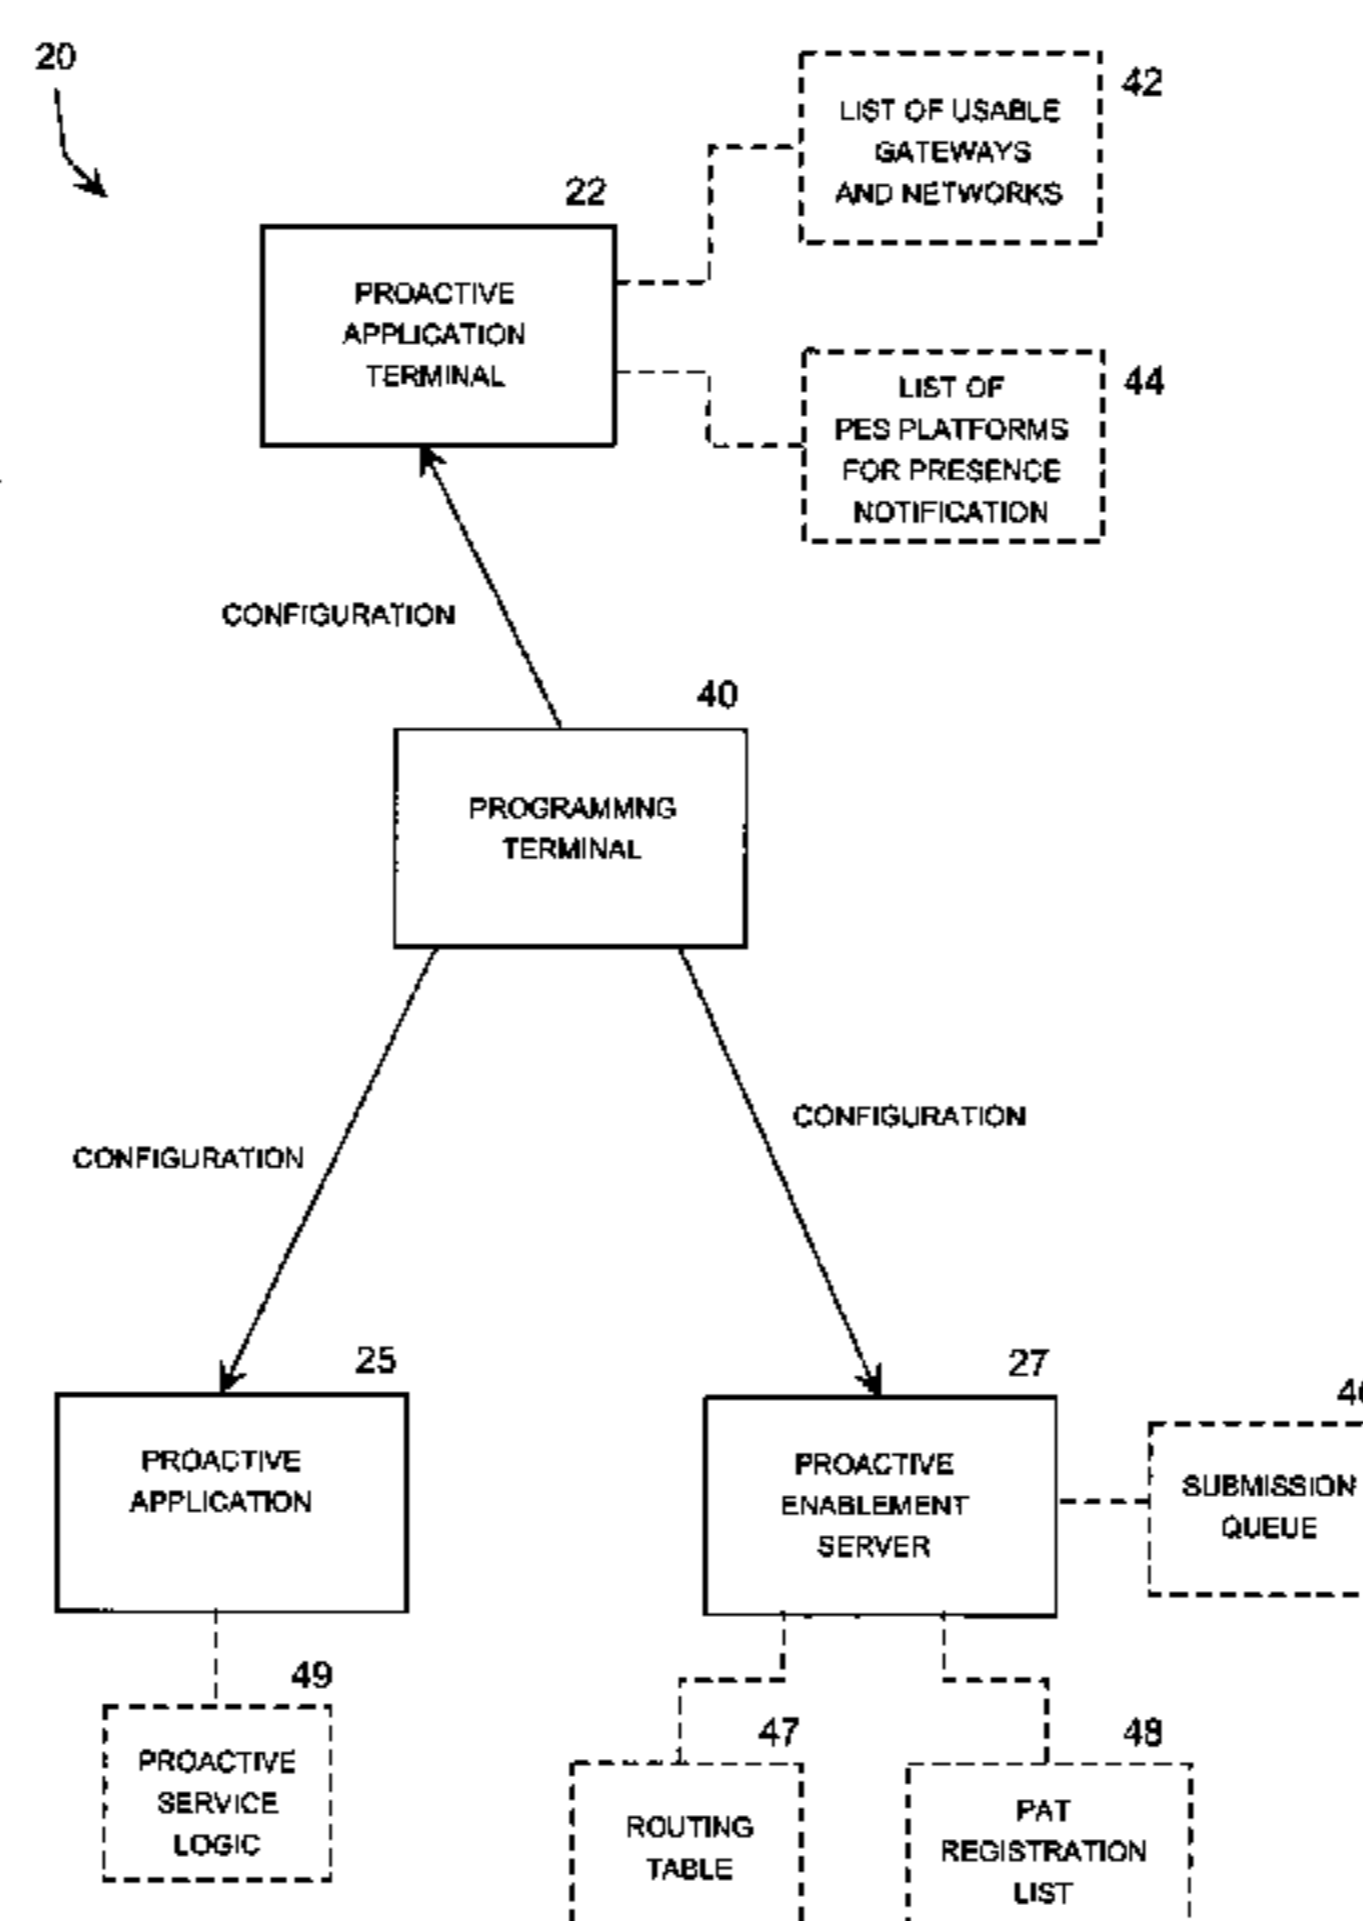 20
42
LIST OF USABLE
GATEWAYS
AND NETWORKS
22
PROACTIVE
APPLICATION
TERMINAL
44
LIST OF
PES PLATFORMS
FOR PRESENCE
NOTIFICATION
CONFIGURATION
40
PROGRAMMNG
TERMINAL
CONFIGURATION
CONFIGURATION
25
PROACTIVE
APPLICATION
27
PROACTIVE
ENABLEMENT
SERVER
SUBMISSION
QUEUE
49
PROACTIVE
SERVICE
LOGIC
47
ROUTING
TABLE
48
PAT
REGISTRATION
LIST